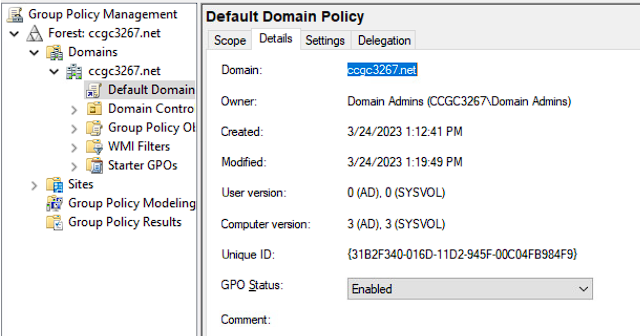 Group Policy Management
Forest: ccgc3267.net
Domains
ccgc3267.net
Default Domain
Domain Contro
Group Policy Ob
WMI Filters
Starter GPOs
Sites
Group Policy Modeling
Group Policy Results
Default Domain Policy
Scope Details Settings Delegation
Domain: ccgc3267.net
Owner: Domain Admins (CCGC3267\Domain Admins)
Created: 3/24/2023 1:12:41 PM
Modified: 3/24/2023 1:19:49 PM
User version: 0 (AD), 0 (SYSVOL)
Computer version: 3 (AD), 3 (SYSVOL)
Unique ID: {31B2F340-016D-11D2-945F-00C04FB984F9}
GPO Status: Enabled
Comment: